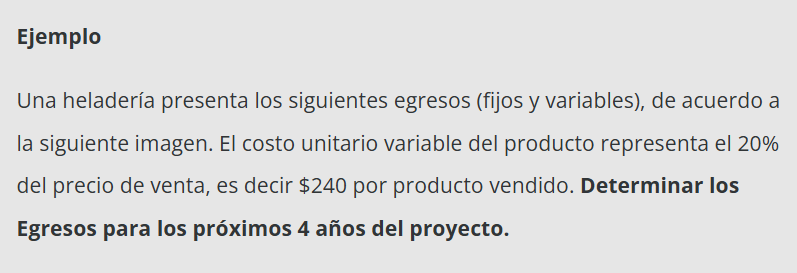 Ejemplo
Una heladería presenta los siguientes egresos (fijos y variables), de acuerdo a
la siguiente imagen. El costo unitario variable del producto representa el 20%
del precio de venta, es decir $240 por producto vendido. Determinar los
Egresos para los próximos 4 años del proyecto.